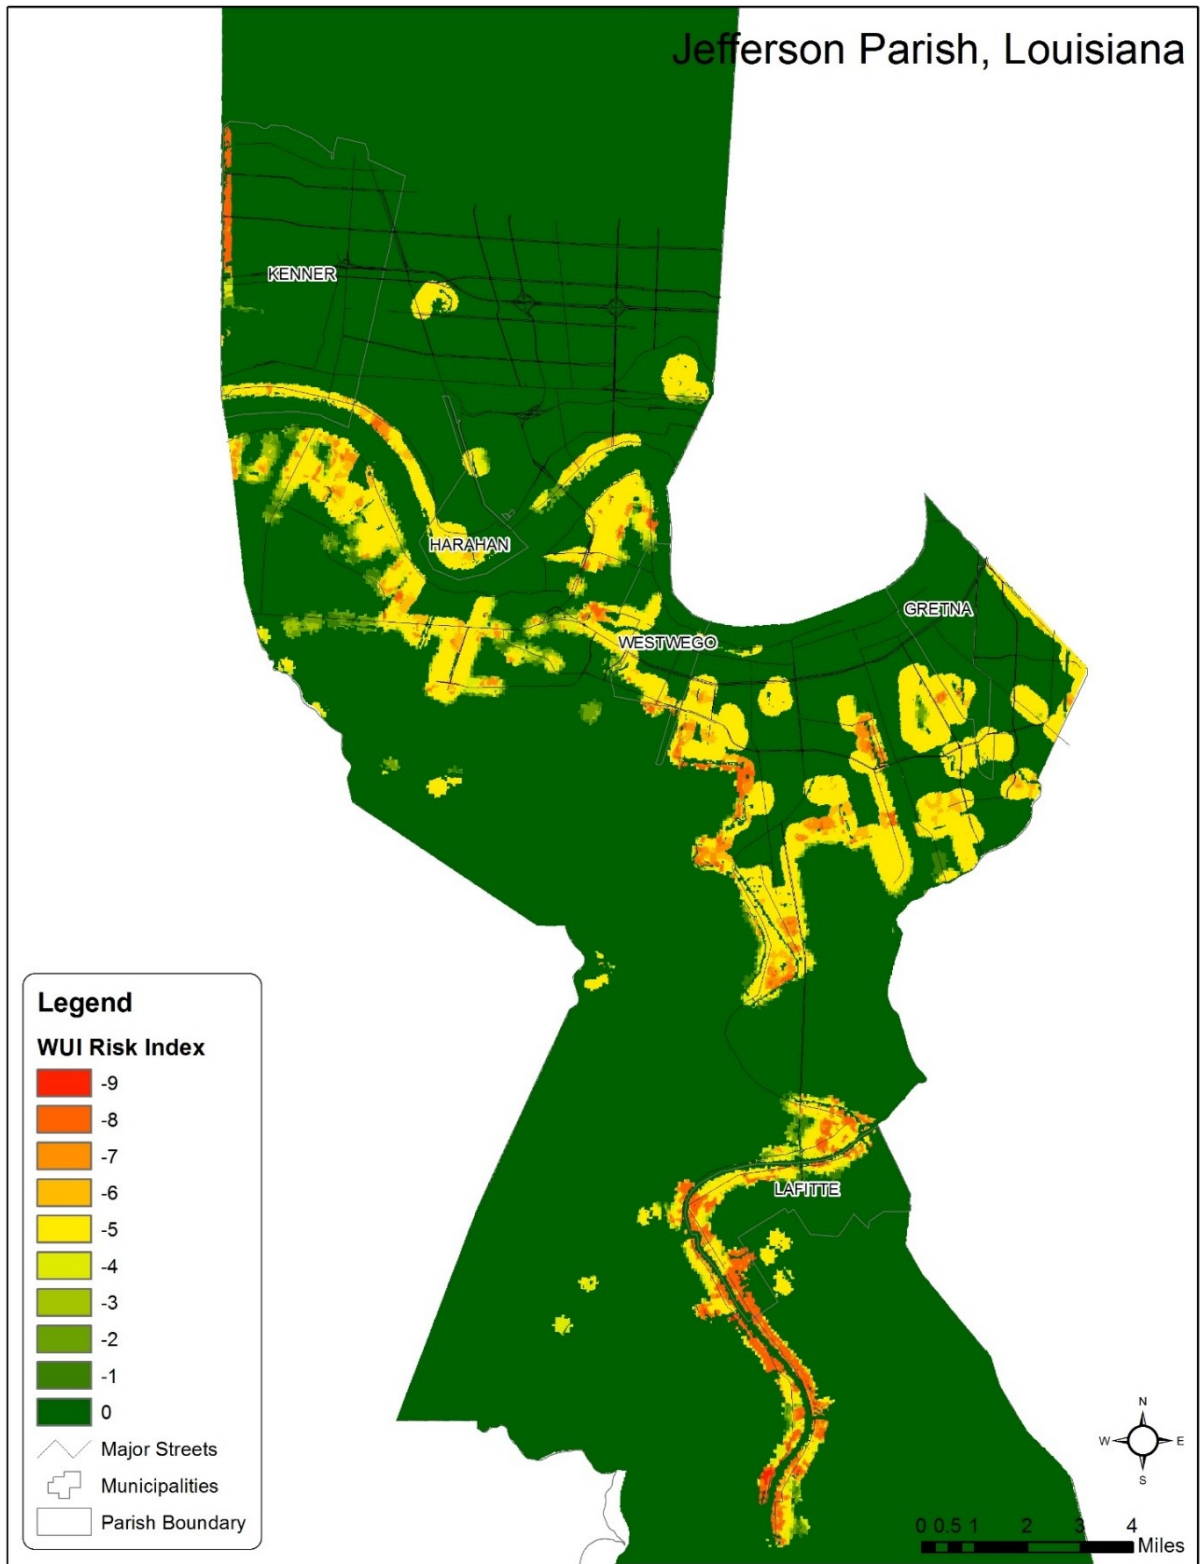 Jefferson Parish, Louisiana
KENNER
HARAHAN
GRETNA
WESTWEGO
LAFITTE
Legend
WUI Risk Index
-9
-8
-7
-6
-5
-4
-3
-2
-1
0
Major Streets
Municipalities
Parish Boundary
N
W E
S
0 0.5 1 2 3 4
Miles